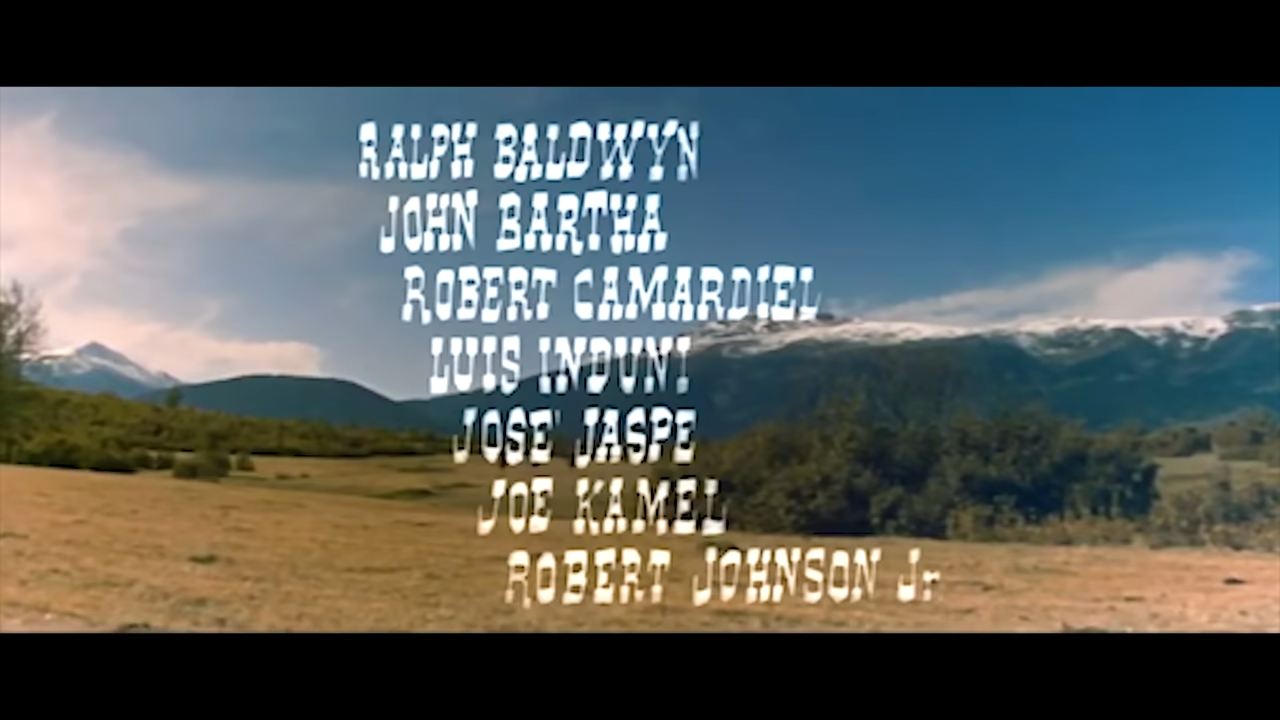 RALPH BALDWYN
JOHN BARTHA
ROBERT CAMARDIEL
LUIS INDUNI
JOSE' JASPE
JOE KAMEL
ROBERT JOHNSON Jr.